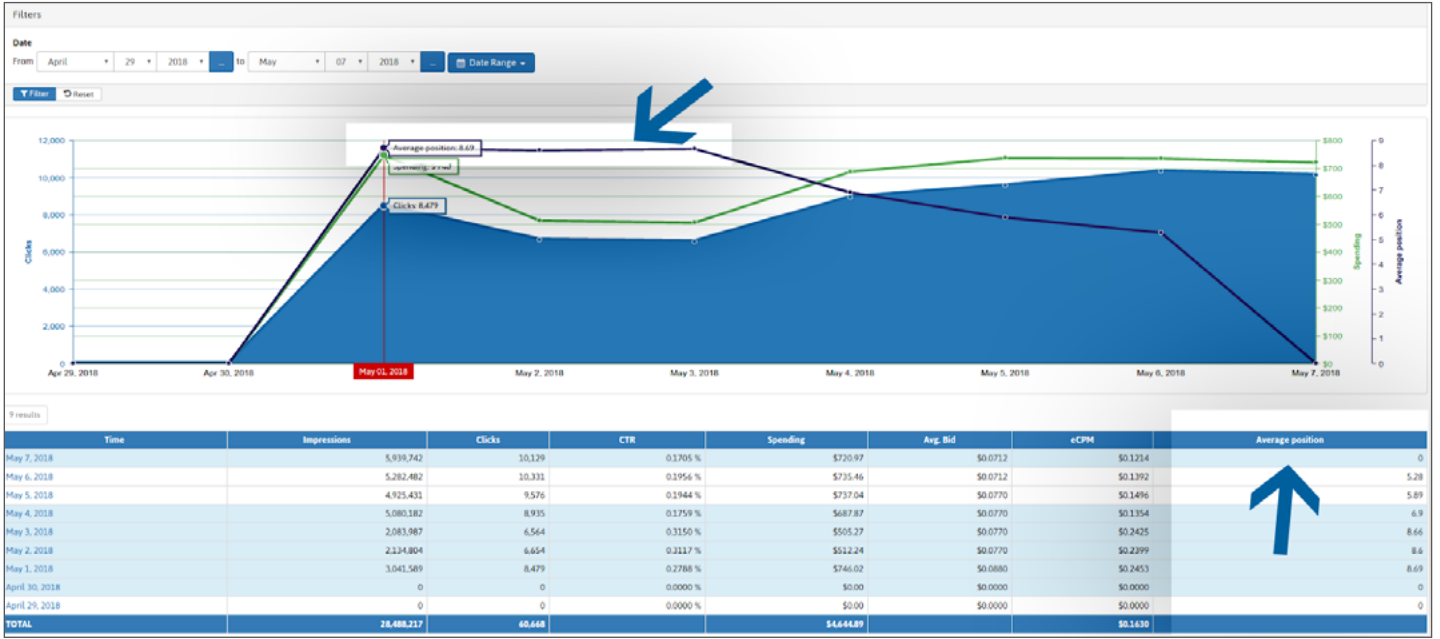 Filters
Date
From April 29 2018 ... to May 07 2018 ... Date Range
Filter Reset
12,000 $800 9
Average position: 8.69
10,000 $700 8
8,000 Clicks 8,479 $600 7
6,000 $500 6
4,000 $400 5
2,000 $300 4
0 $200 3
$100 2
$0 1
0
Clicks
Spending
Average position
Apr 29, 2018 Apr 30, 2018 May 01, 2018 May 2, 2018 May 3, 2018 May 4, 2018 May 5, 2018 May 6, 2018 May 7, 2018
9 results
Time Impressions Clicks CTR Spending Avg. Bid eCPM Average position
May 7, 2018 5,939,742 10,129 0.1705 % $720.97 $0.0712 $0.1214 0
May 6, 2018 5,282,482 10,331 0.1956 % $735.46 $0.0712 $0.1392 5.28
May 5, 2018 4,925,431 9,576 0.1944 % $737.04 $0.0770 $0.1496 5.89
May 4, 2018 5,080,182 8,935 0.1759 % $687.87 $0.0770 $0.1354 6.9
May 3, 2018 2,083,987 6,564 0.3150 % $505.27 $0.0770 $0.2425 8.66
May 2, 2018 2,134,804 6,654 0.3117 % $512.24 $0.0770 $0.2399 8.6
May 1, 2018 3,041,589 8,479 0.2788 % $746.02 $0.0880 $0.2453 8.69
April 30, 2018 0 0 0.0000 % $0.00 $0.0000 $0.0000 0
April 29, 2018 0 0 0.0000 % $0.00 $0.0000 $0.0000 0
TOTAL 28,488,217 60,668 $4,644.89 $0.1630